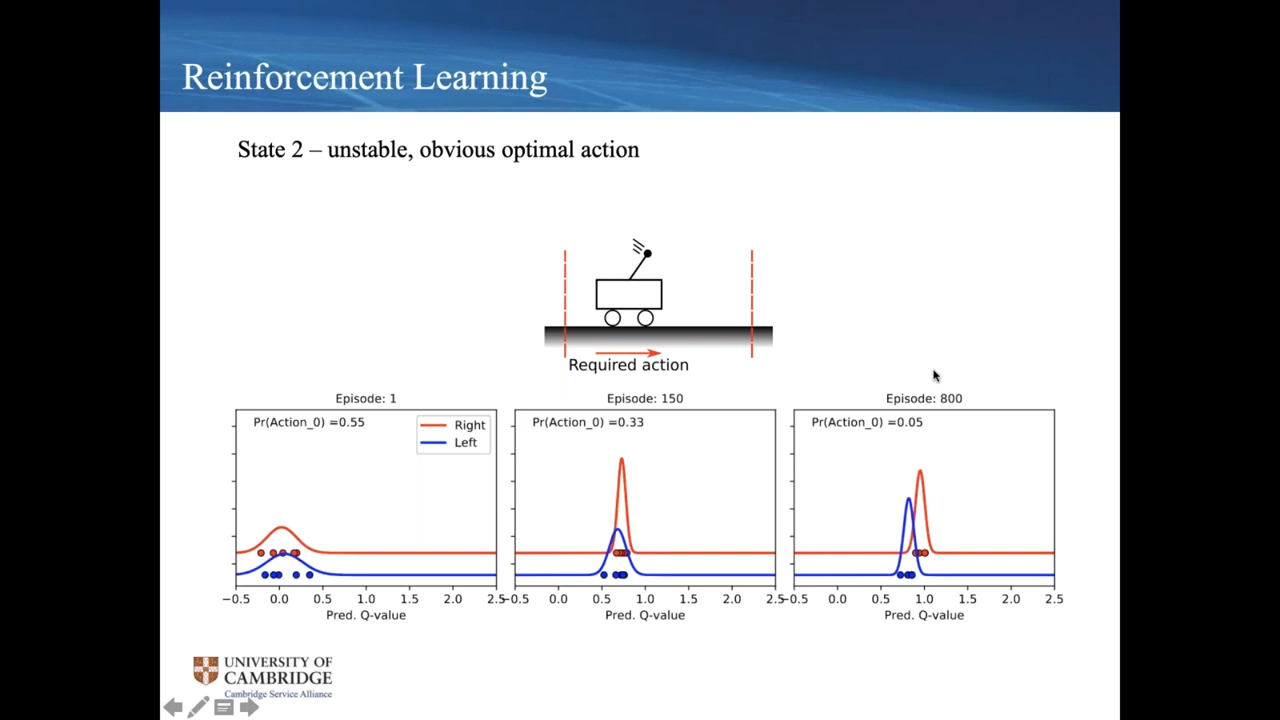 Reinforcement Learning
State 2 – unstable, obvious optimal action
Required action
Episode: 1
Pr(Action_0) =0.55
Right
Left
−0.5 0.0 0.5 1.0 1.5 2.0 2.5
Pred. Q-value
Episode: 150
Pr(Action_0) =0.33
−0.5 0.0 0.5 1.0 1.5 2.0 2.5
Pred. Q-value
Episode: 800
Pr(Action_0) =0.05
−0.5 0.0 0.5 1.0 1.5 2.0 2.5
Pred. Q-value
UNIVERSITY OF
CAMBRIDGE
Cambridge Service Alliance